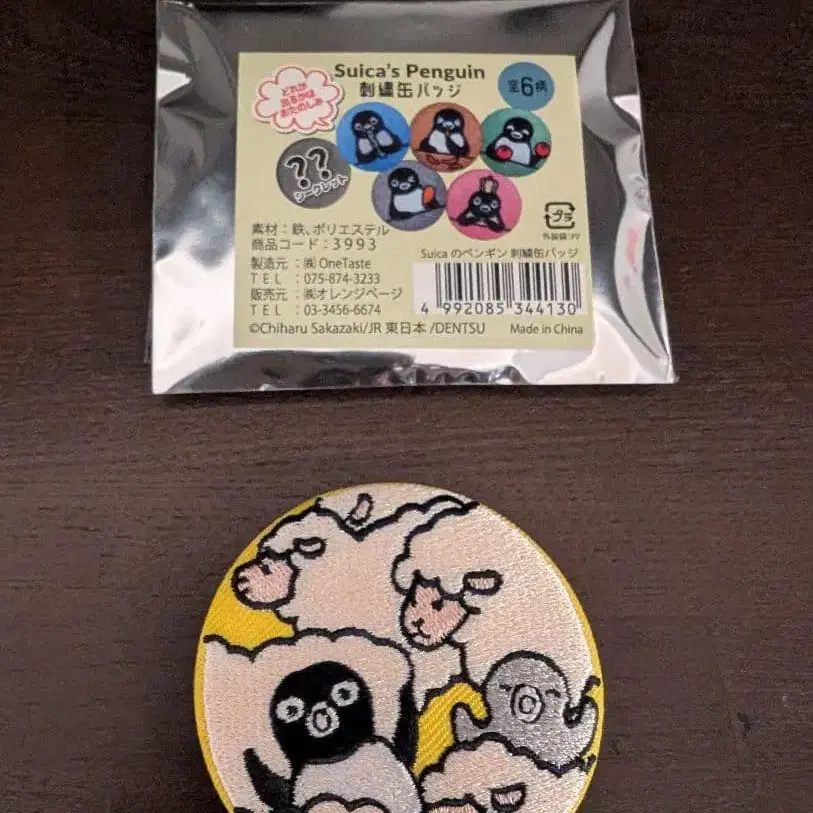 Suica's Penguin
刺繍缶バッジ
全6柄
どれが
出るかは
おたのしみ
??
シークレット
プラ
外装袋:PP
素材：鉄、ポリエステル
商品コード：3993
製造元：㈱OneTaste
TEL：075-874-3233
販売元：㈱オレンジページ
TEL：03-3456-6674
Suica のペンギン 刺繍缶バッジ
4 992085 344130
©Chiharu Sakazaki/JR 東日本 /DENTSU
Made in China